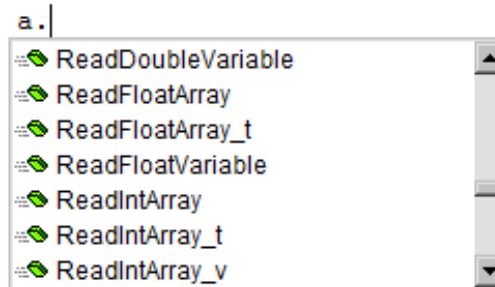 a.
ReadDoubleVariable
ReadFloatArray
ReadFloatArray_t
ReadFloatVariable
ReadIntArray
ReadIntArray_t
ReadIntArray_v